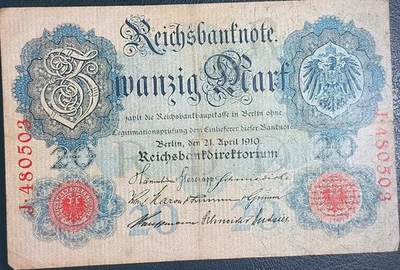 Reichsbanknote.
Zwanzig Mark
zahlt die Reichsbankhauptkasse in Berlin ohne
Legitimationsprüfung dem Einlieferer dieser Banknote.
Berlin, den 21. April 1910.
Reichsbankdirektorium
20
20
J·480503
J·480503